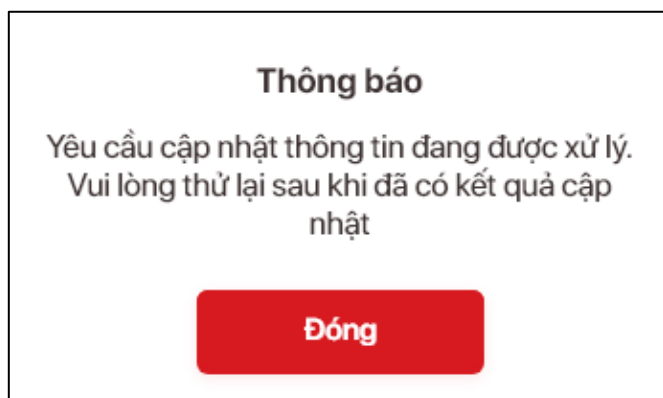 Thông báo
Yêu cầu cập nhật thông tin đang được xử lý.
Vui lòng thử lại sau khi đã có kết quả cập
nhật
Đóng